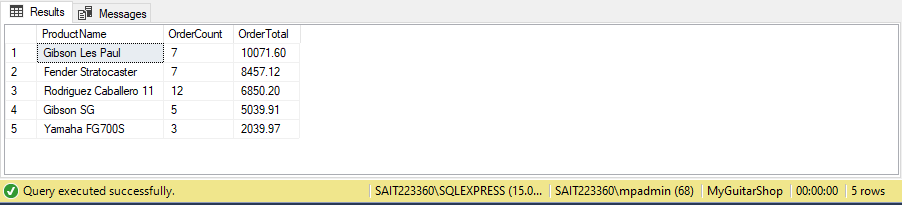 Results Messages
ProductName OrderCount OrderTotal
1 Gibson Les Paul 7 10071.60
2 Fender Stratocaster 7 8457.12
3 Rodriguez Caballero 11 12 6850.20
4 Gibson SG 5 5039.91
5 Yamaha FG700S 3 2039.97
Query executed successfully. SAIT223360\SQLEXPRESS (15.0... SAIT223360\mpadmin (68) MyGuitarShop 00:00:00 5 rows